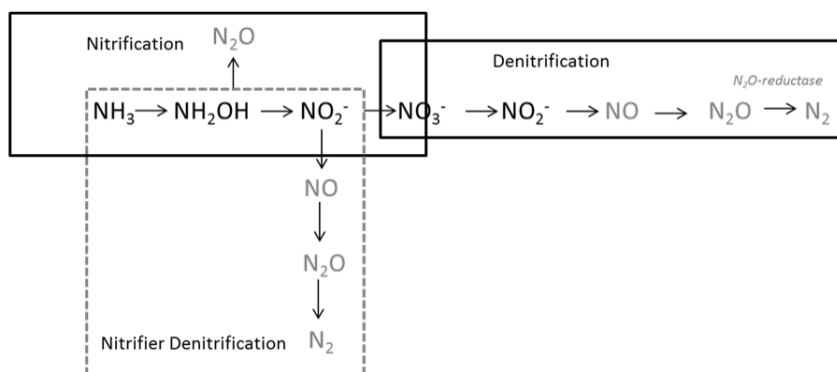 Nitrification N₂O
Denitrification
N₂O-reductase
NH₃ → NH₂OH → NO₂⁻ → NO₃⁻ → NO₂⁻ → NO → N₂O → N₂
NO
N₂O
Nitrifier Denitrification N₂